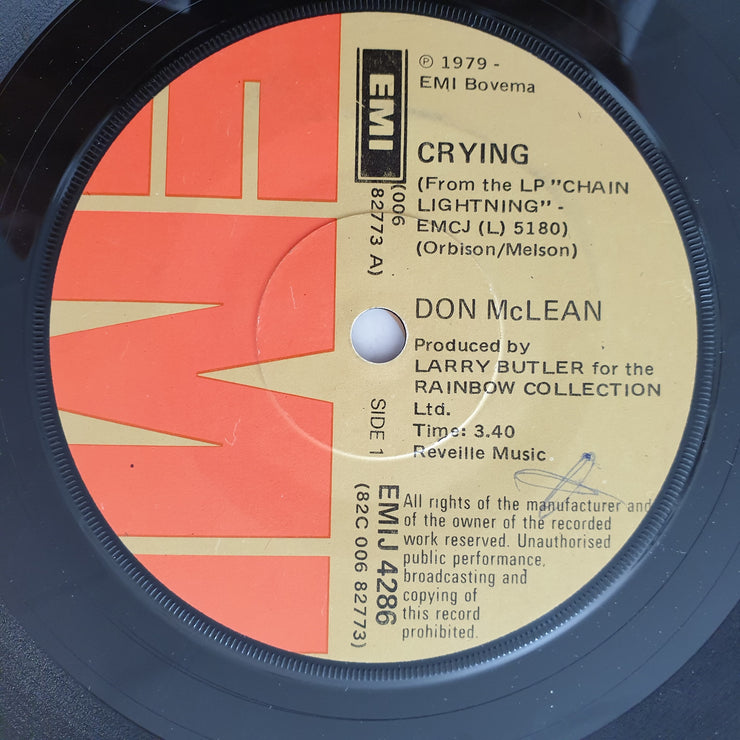 EMI
EMI
℗ 1979 -
EMI Bovema
CRYING
(From the LP "CHAIN
LIGHTNING" -
EMCJ (L) 5180)
(Orbison/Melson)
(006
82773 A)
DON McLEAN
Produced by
LARRY BUTLER for the
RAINBOW COLLECTION
Ltd.
Time: 3.40
Reveille Music
SIDE 1
EMIJ 4286
(82C 006 82773)
All rights of the manufacturer and
of the owner of the recorded
work reserved. Unauthorised
public performance,
broadcasting and
copying of
this record
prohibited.